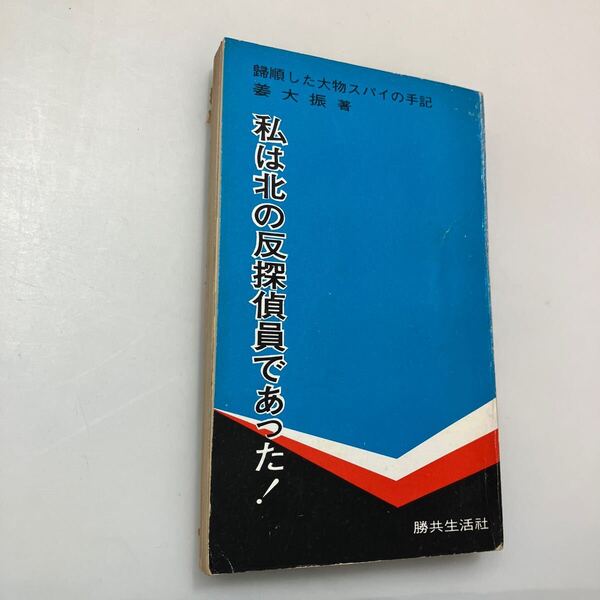 歸順した大物スパイの手記
姜大振 著
私は北の反探偵員であった!
勝共生活社